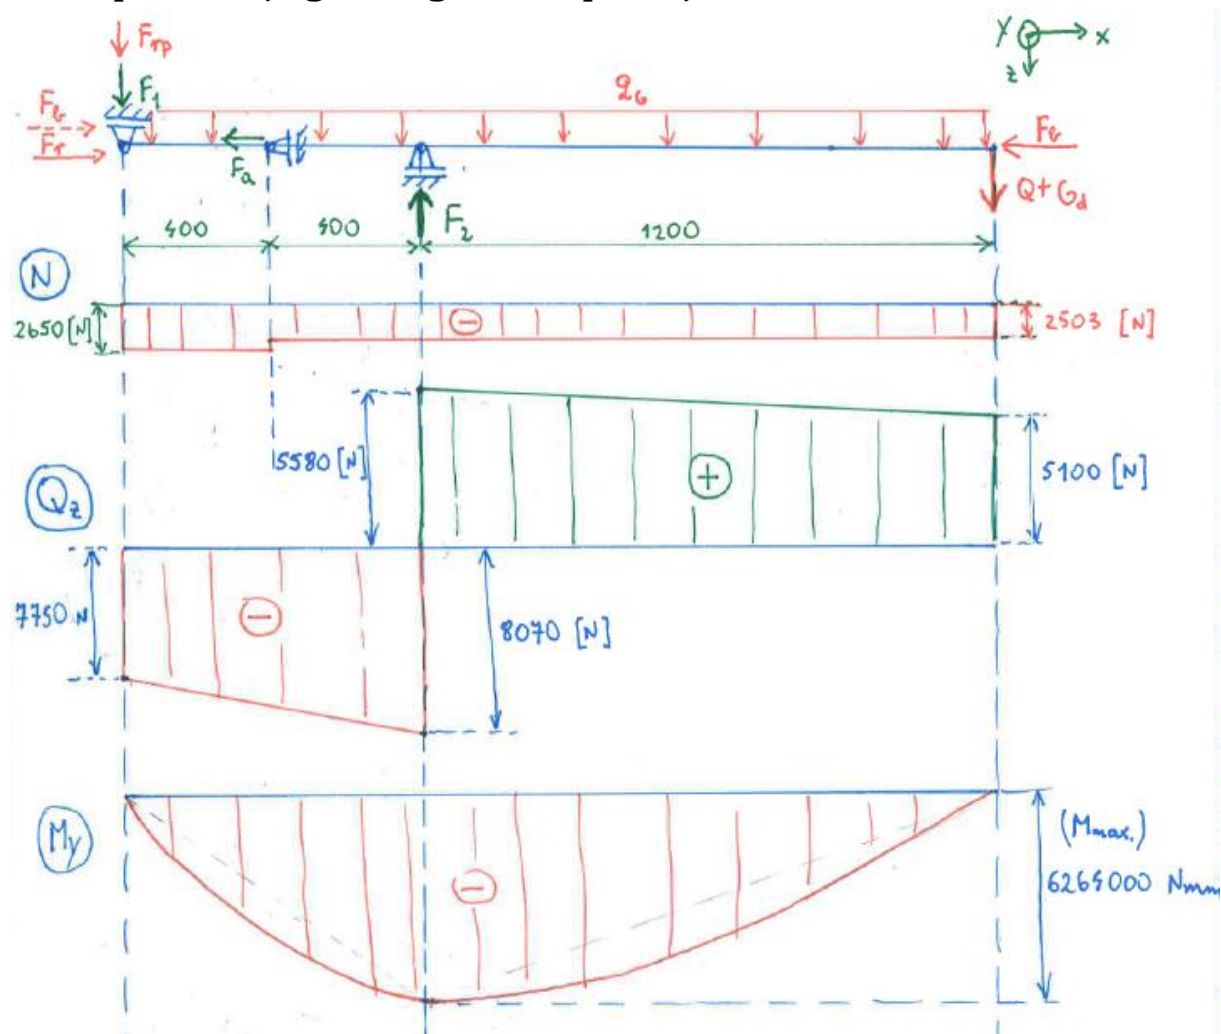 F_rp
F_1
Y
x
z
q_G
F_b
F_r
F_a
F_2
F_b
Q+G_d
400
400
1200
N
2650 [N]
−
2503 [N]
5580 [N]
+
5100 [N]
Q_z
7750 N
−
8070 [N]
M_y
−
(M_max.)
6264000 Nmm